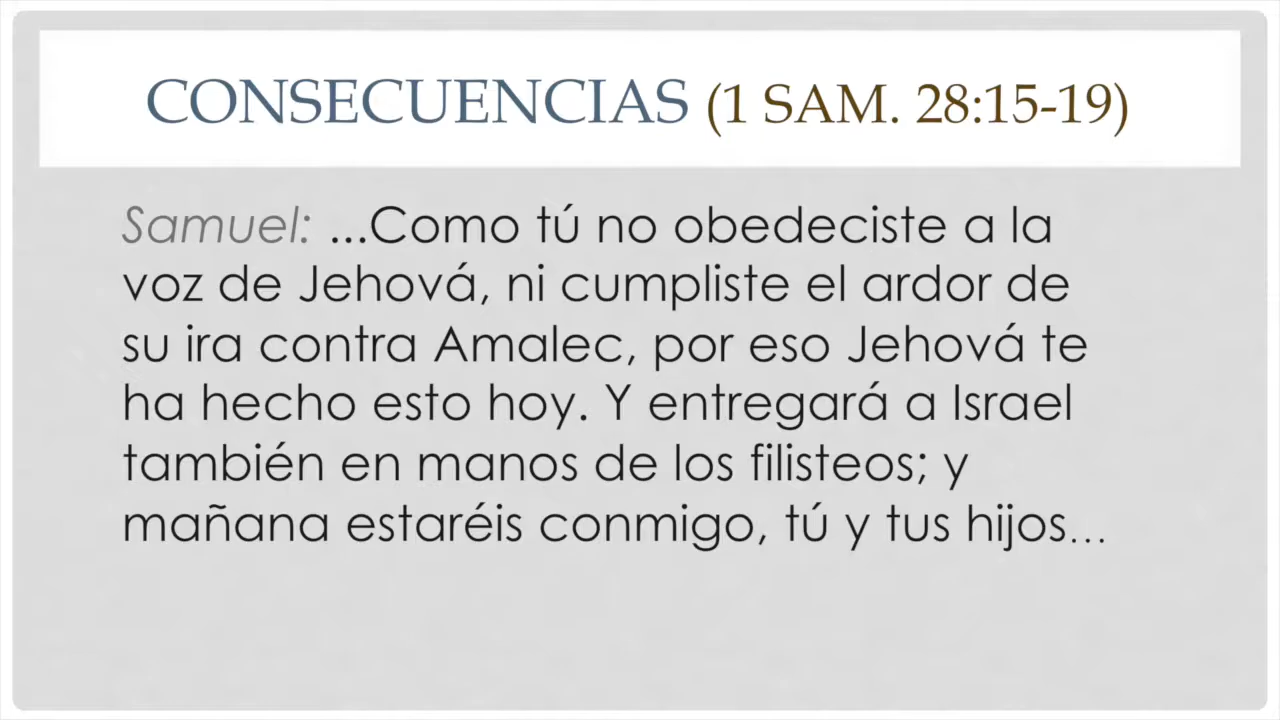 CONSECUENCIAS (1 SAM. 28:15-19)
Samuel: ...Como tú no obedeciste a la
voz de Jehová, ni cumpliste el ardor de
su ira contra Amalec, por eso Jehová te
ha hecho esto hoy. Y entregará a Israel
también en manos de los filisteos; y
mañana estaréis conmigo, tú y tus hijos...